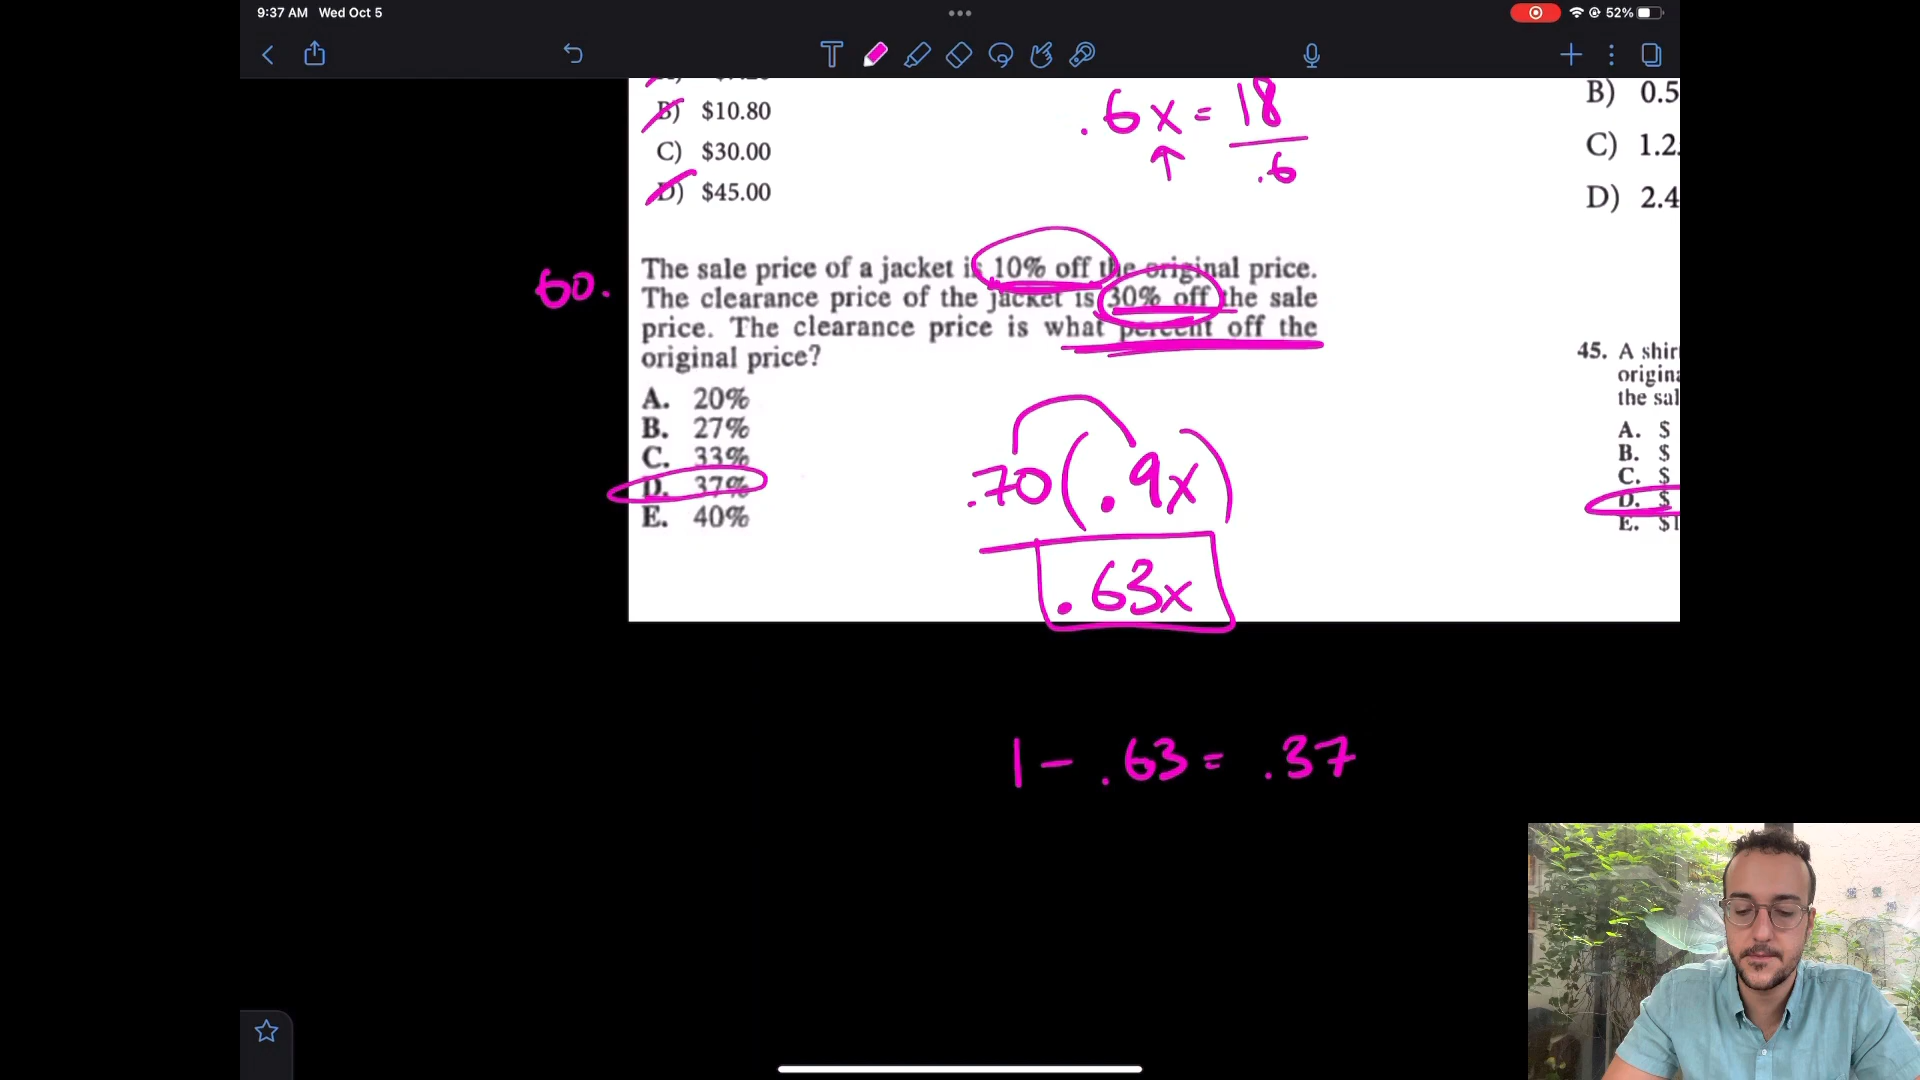 9:37 AM Wed Oct 5
52%
B) $10.80
C) $30.00
D) $45.00
.6x = 18
.6
B) 0.5
C) 1.2
D) 2.4
60.
The sale price of a jacket is 10% off the original price.
The clearance price of the jacket is 30% off the sale
price. The clearance price is what percent off the
original price?
A. 20%
B. 27%
C. 33%
D. 37%
E. 40%
.70(.9x)
.63x
1 - .63 = .37
45. A shir
origina
the sal
A. $
B. $
C. $
D. $
E. $1